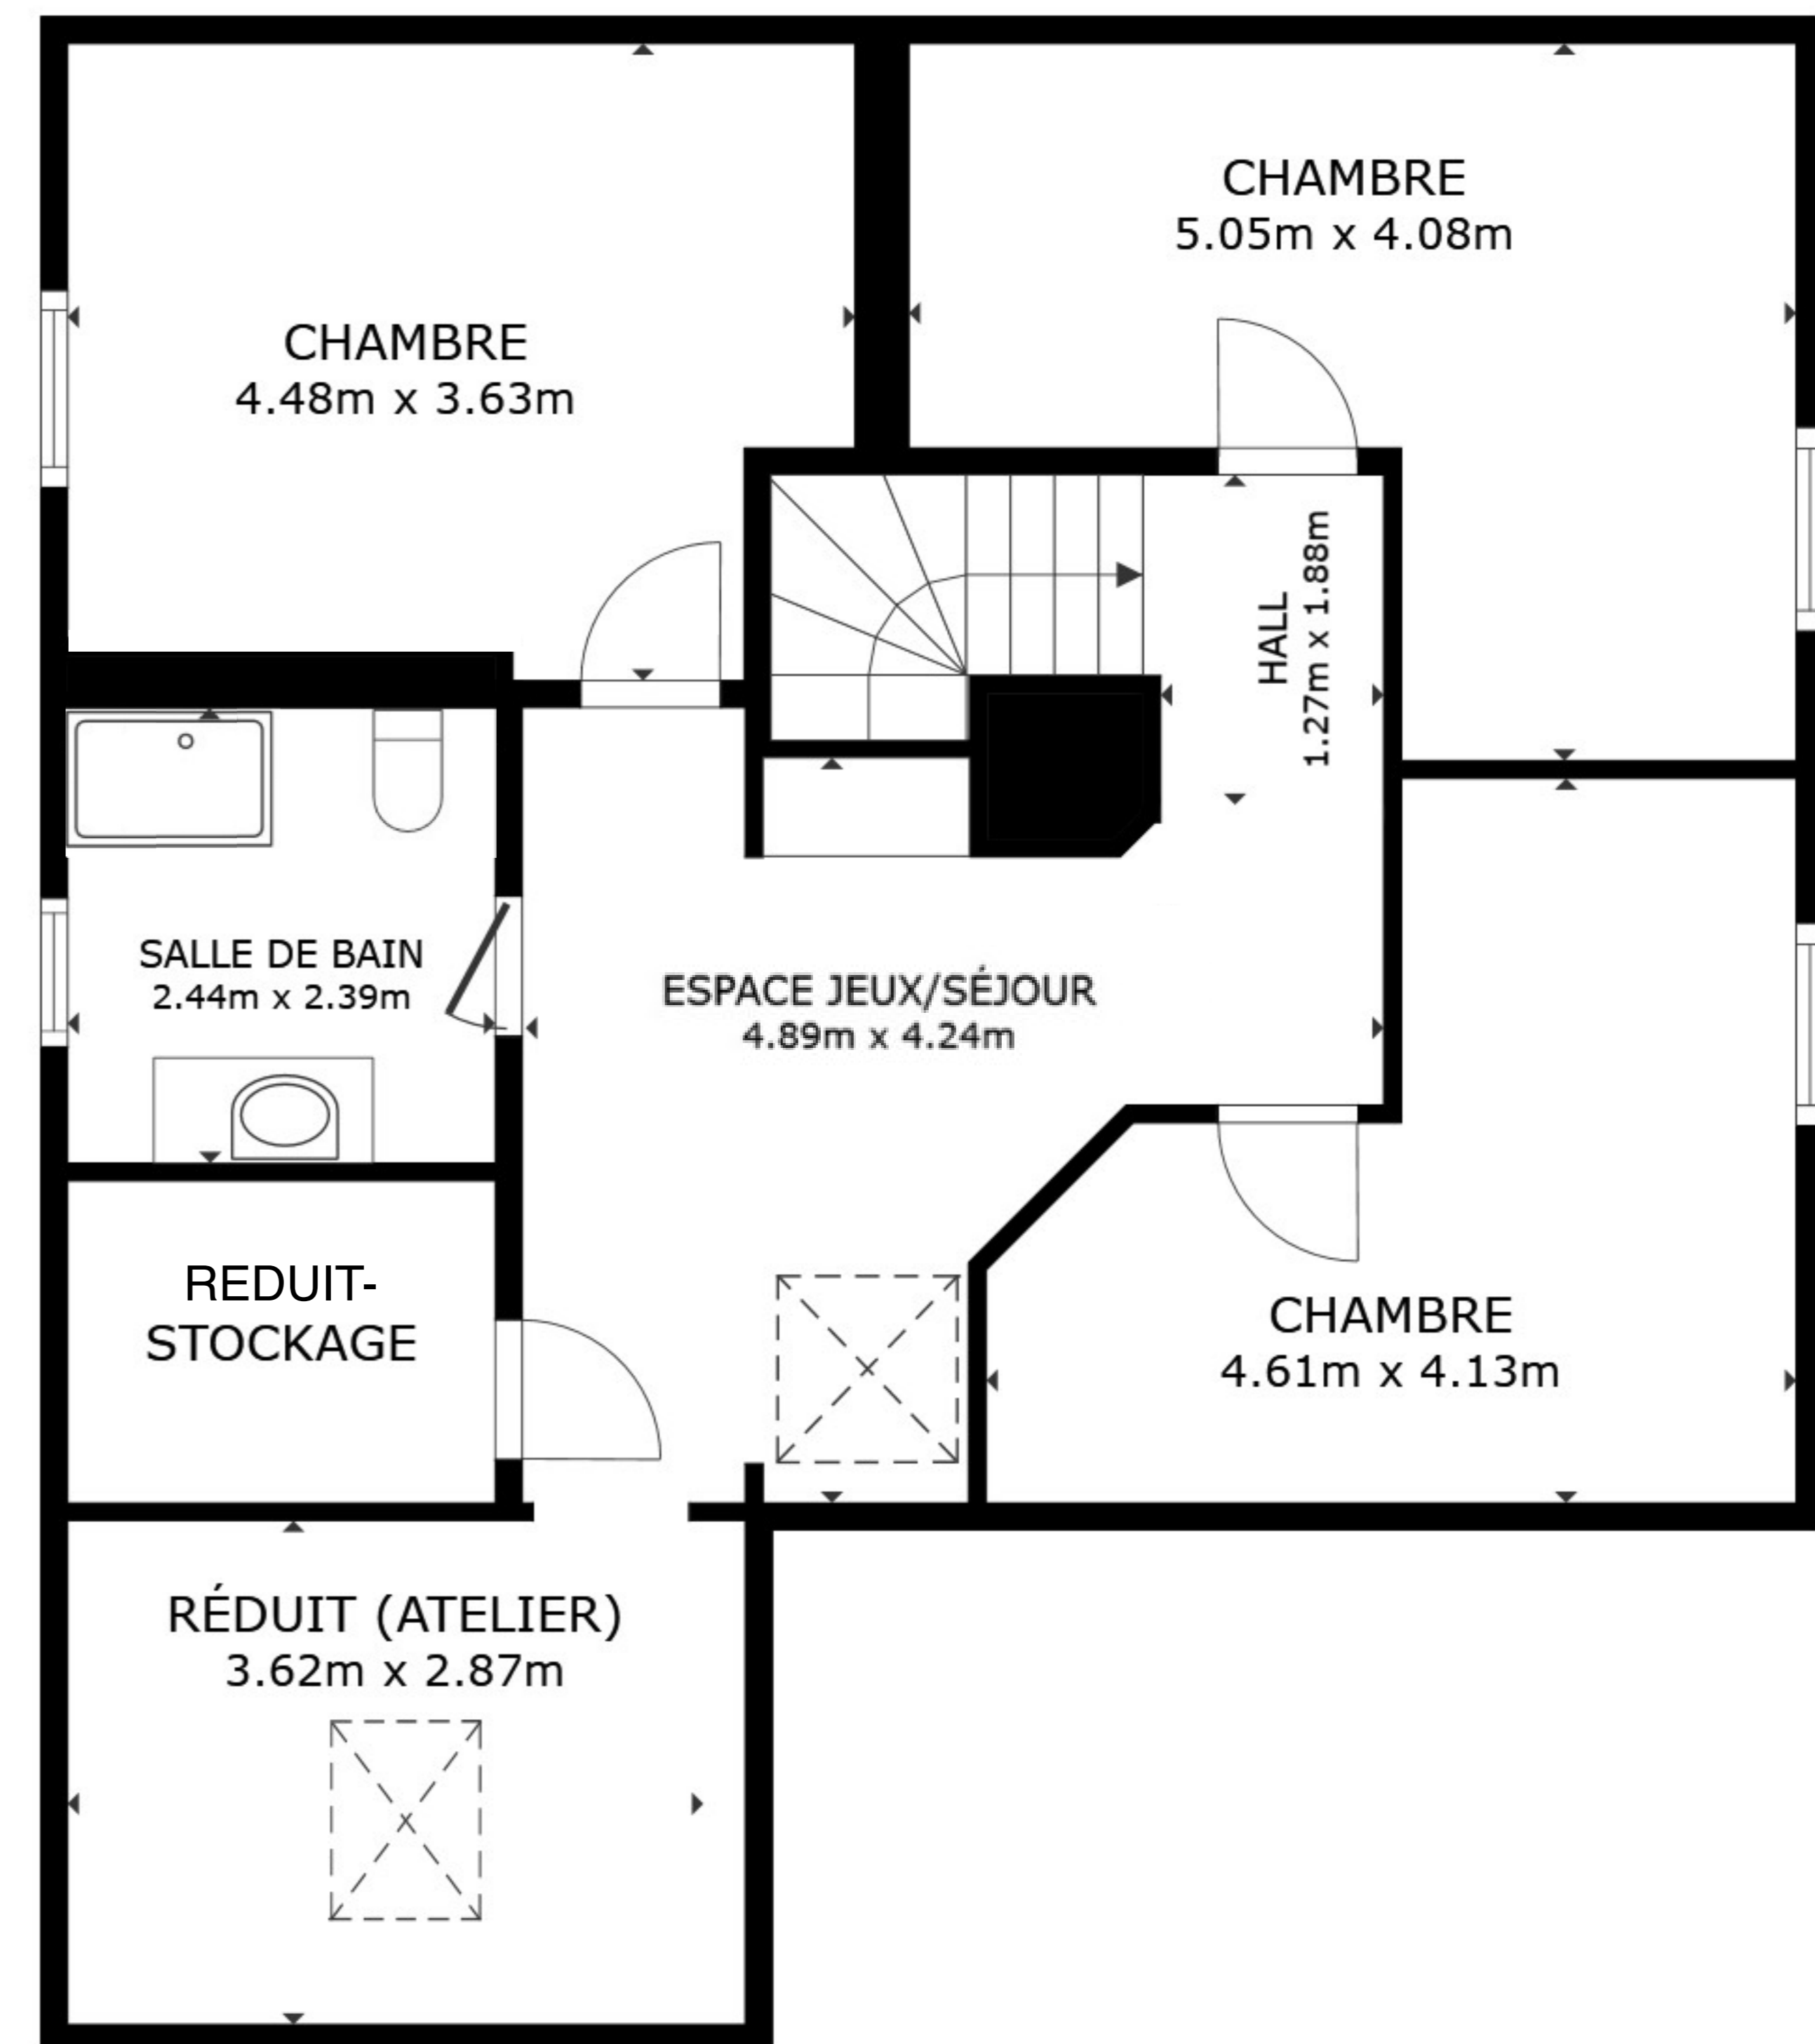 CHAMBRE
5.05m x 4.08m
CHAMBRE
4.48m x 3.63m
HALL
1.27m x 1.88m
SALLE DE BAIN
2.44m x 2.39m
ESPACE JEUX/SÉJOUR
4.89m x 4.24m
REDUIT-
STOCKAGE
CHAMBRE
4.61m x 4.13m
RÉDUIT (ATELIER)
3.62m x 2.87m